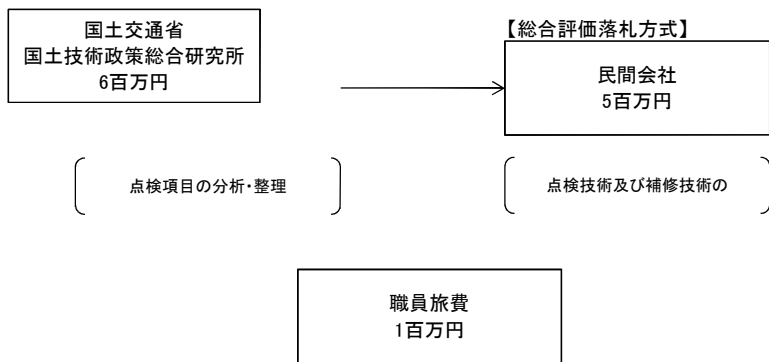 国土交通省
国土技術政策総合研究所
6百万円
【総合評価落札方式】
民間会社
5百万円
点検項目の分析・整理
点検技術及び補修技術の
職員旅費
1百万円